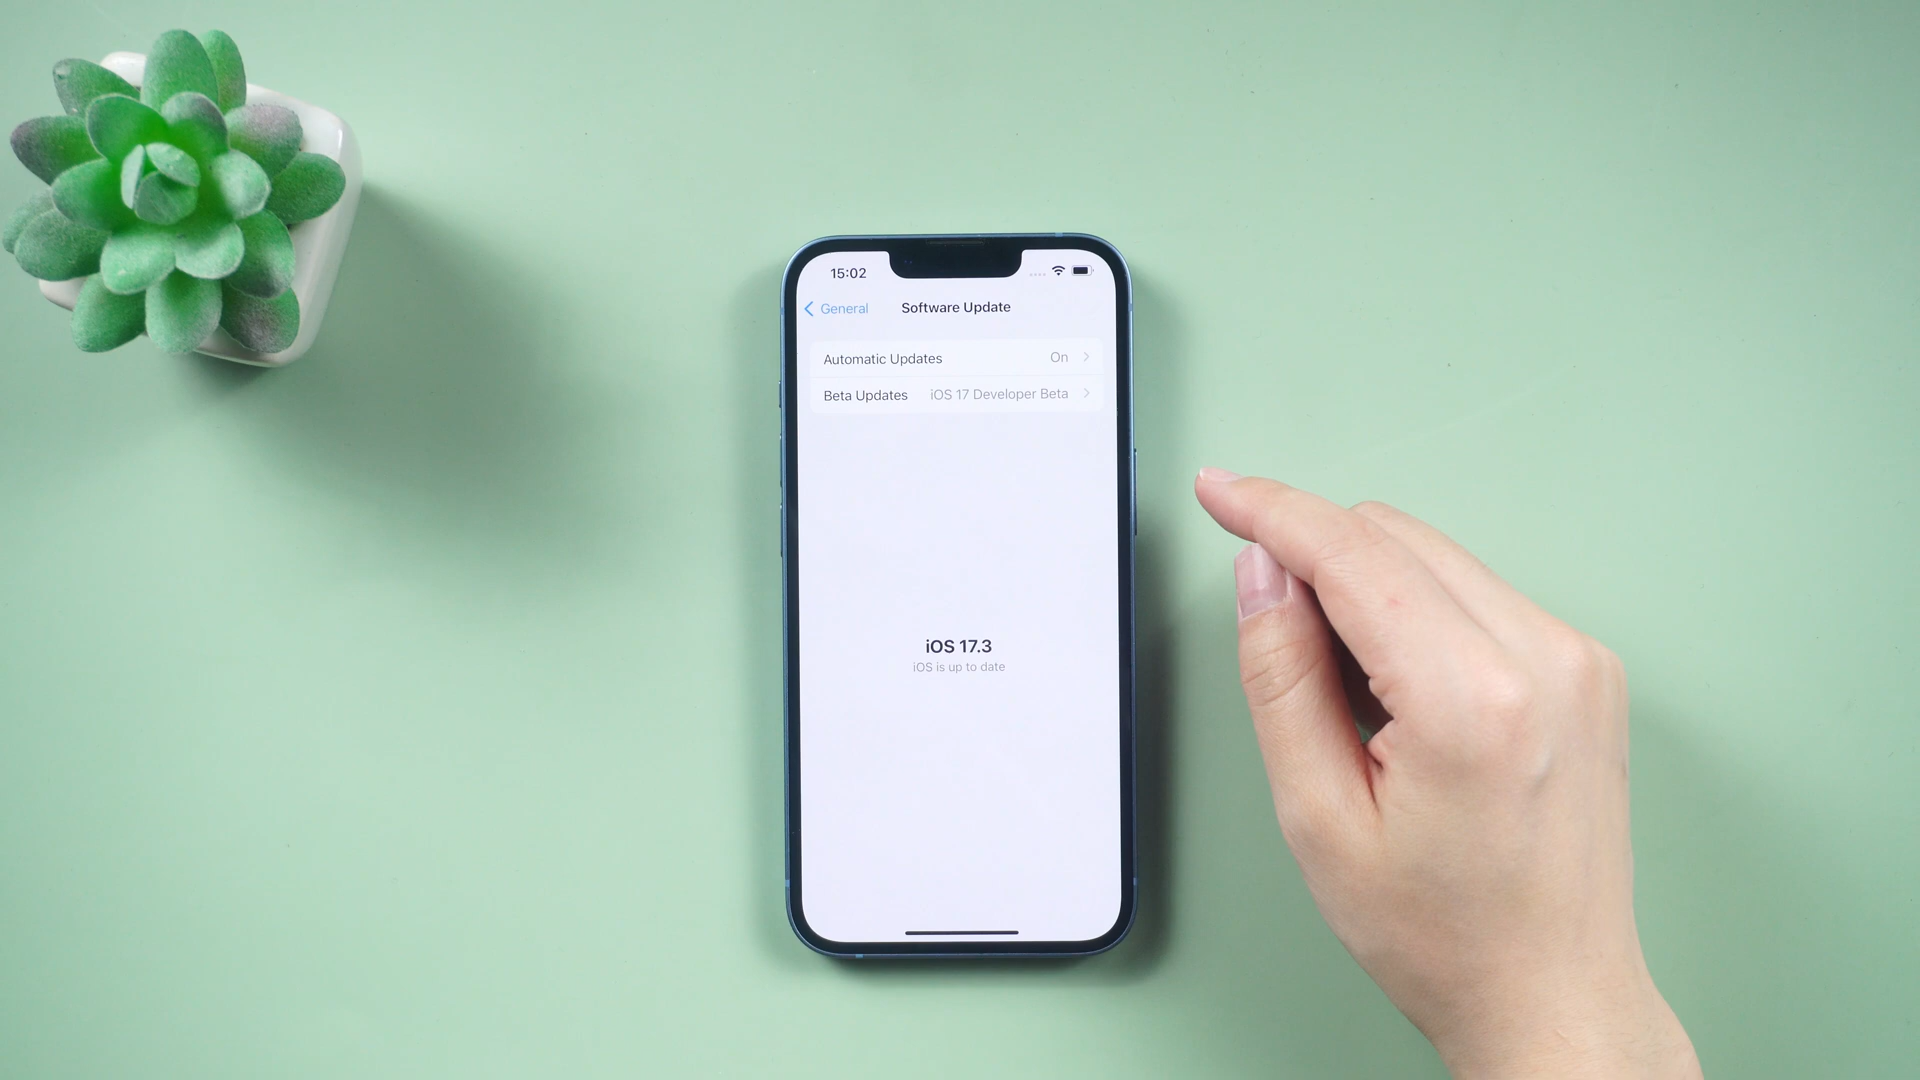 15:02
General
Software Update
Automatic Updates On
Beta Updates iOS 17 Developer Beta
iOS 17.3
iOS is up to date